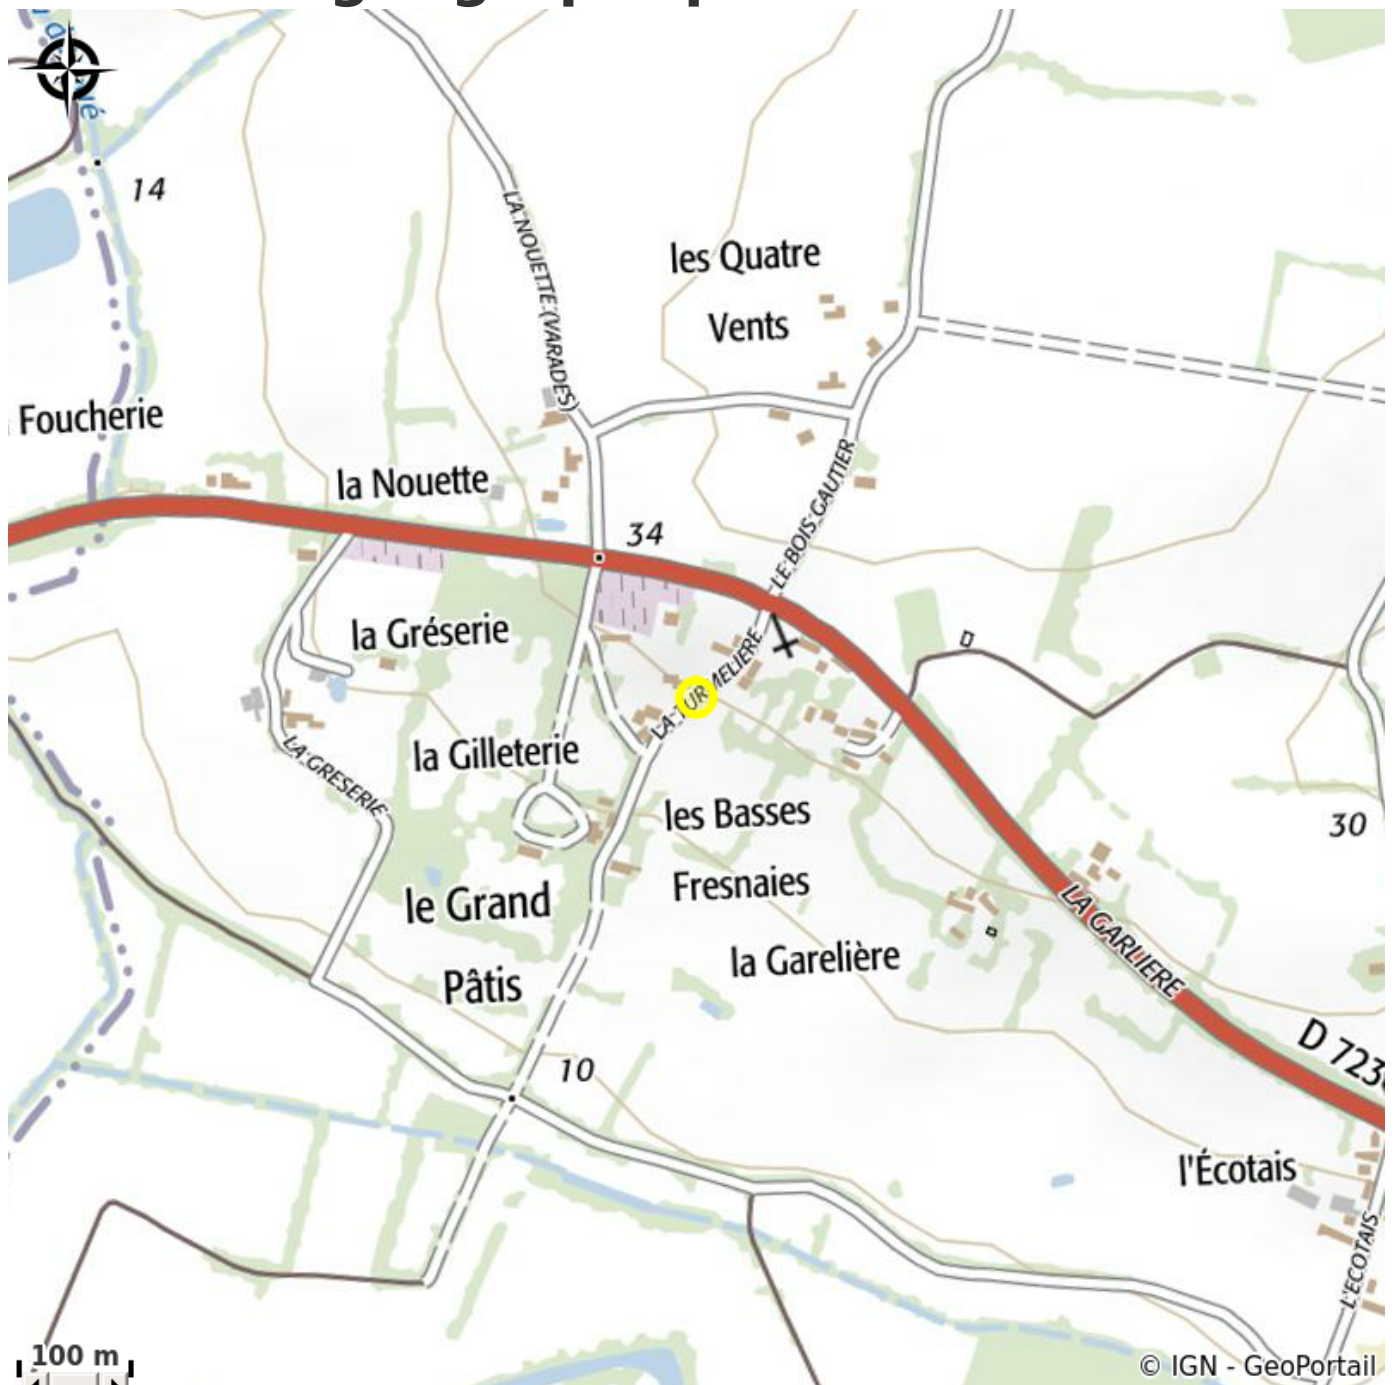 14
LA NOUETTE (VARADES)
les Quatre
Vents
Foucherie
la Nouette
34
LE BOIS GAUTIER
la Gréserie
LA TURMELIERE
LA GRESERIE
la Gilleterie
les Basses
Fresnaies
30
le Grand
Pâtis
la Garelière
LA GARLIERE
D 723
10
l'Écotais
L'ECOTAIS
100 m
© IGN - GeoPortail